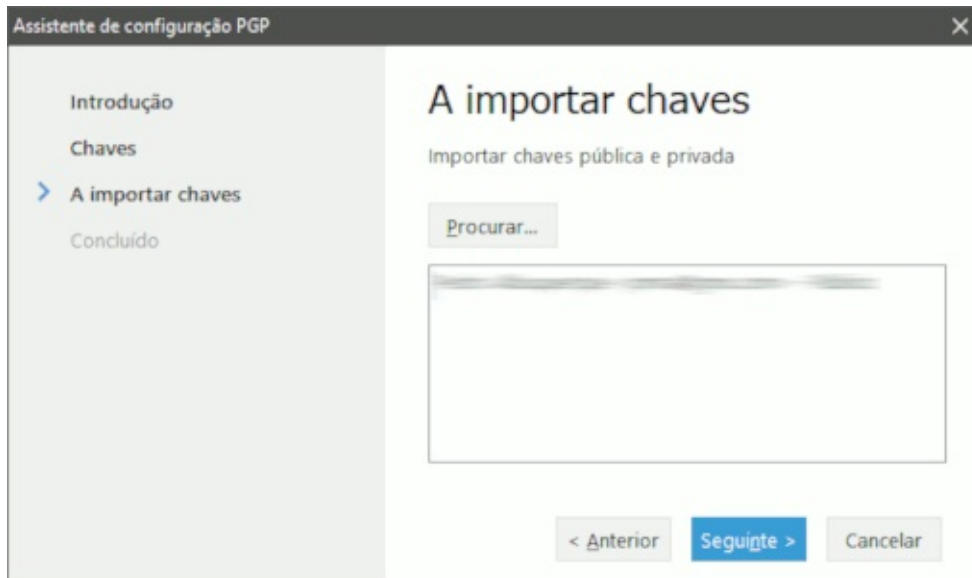 Assistente de configuração PGP
Introdução
Chaves
A importar chaves
Concluído
A importar chaves
Importar chaves pública e privada
Procurar...
< Anterior
Seguinte >
Cancelar